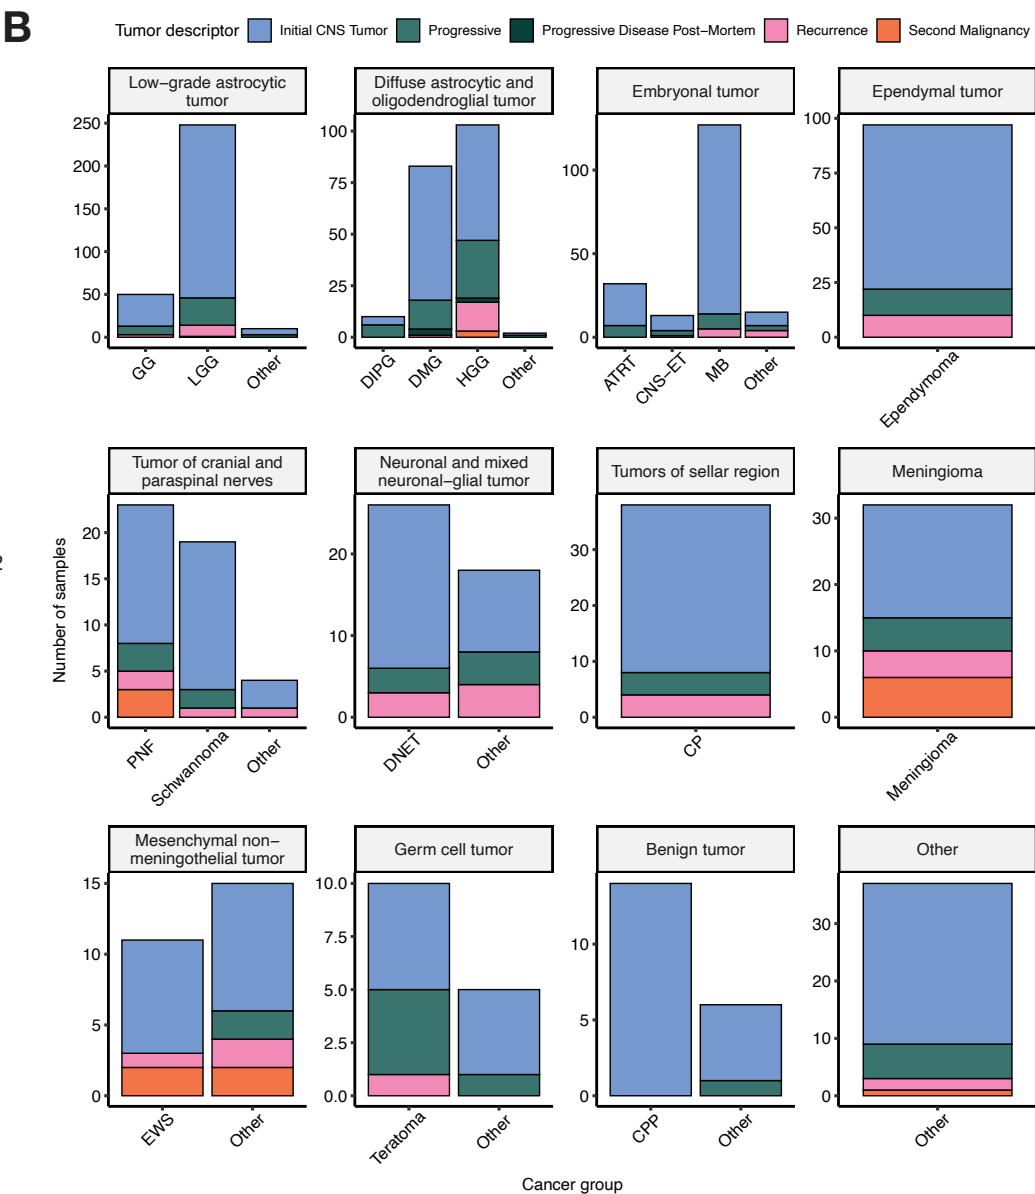 B
Tumor descriptor Initial CNS Tumor Progressive Progressive Disease Post−Mortem Recurrence Second Malignancy
Low−grade astrocytic
tumor
250
200
150
100
50
0
GG LGG Other
Diffuse astrocytic and
oligodendroglial tumor
100
75
50
25
0
DIPG DMG HGG Other
Embryonal tumor
100
50
0
ATRT CNS−ET MB Other
Ependymal tumor
100
75
50
25
0
Ependymoma
Number of samples
Tumor of cranial and
paraspinal nerves
20
15
10
5
0
PNF Schwannoma Other
Neuronal and mixed
neuronal−glial tumor
20
10
0
DNET Other
Tumors of sellar region
30
20
10
0
CP
Meningioma
30
20
10
0
Meningioma
Mesenchymal non−
meningothelial tumor
15
10
5
0
EWS Other
Germ cell tumor
10.0
7.5
5.0
2.5
0.0
Teratoma Other
Benign tumor
10
5
0
CPP Other
Other
30
20
10
0
Other
Cancer group